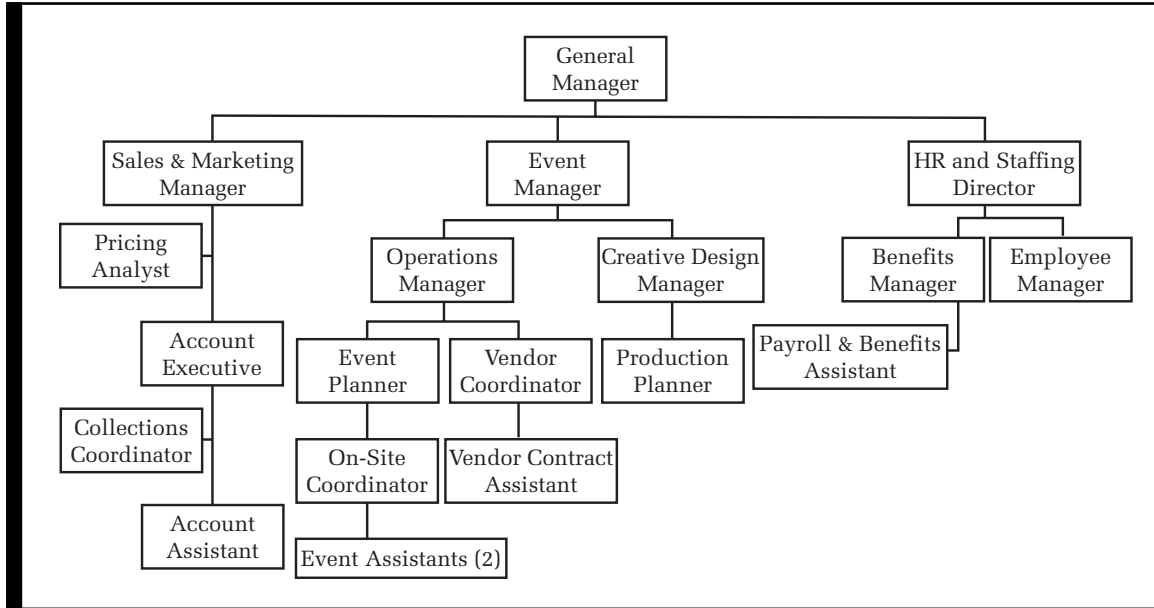 General
Manager
Sales & Marketing
Manager
Event
Manager
HR and Staffing
Director
Pricing
Analyst
Operations
Manager
Creative Design
Manager
Benefits
Manager
Employee
Manager
Account
Executive
Event
Planner
Vendor
Coordinator
Production
Planner
Payroll & Benefits
Assistant
Collections
Coordinator
On-Site
Coordinator
Vendor Contract
Assistant
Account
Assistant
Event Assistants (2)